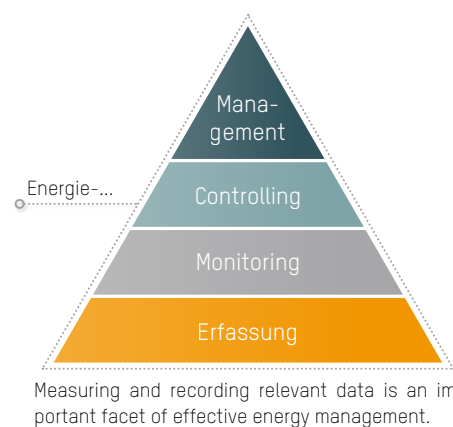 Mana-
gement
Energie-...
Controlling
Monitoring
Erfassung
Measuring and recording relevant data is an im
portant facet of effective energy management.